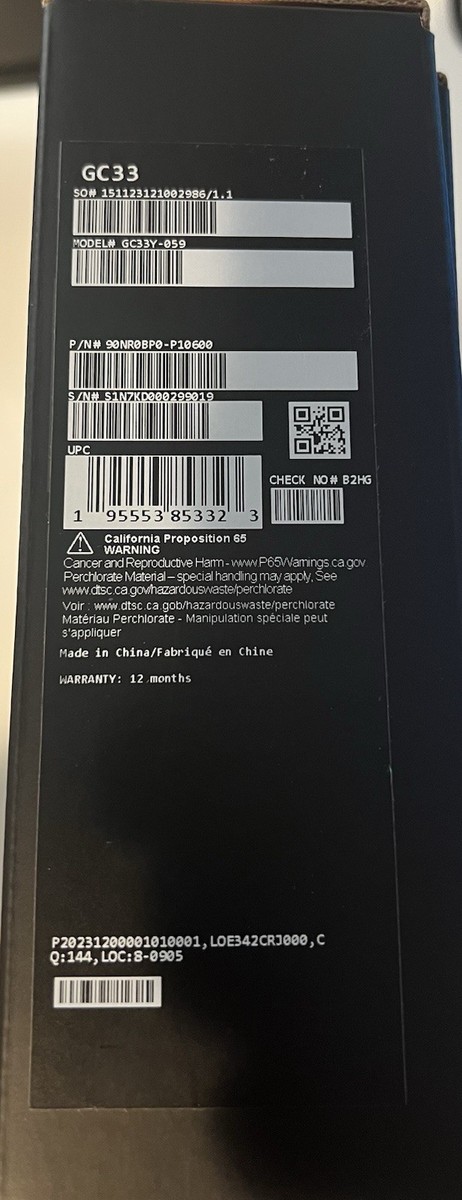 GC33
SO# 151123121002986/1.1
MODEL# GC33Y-059
P/N# 90NR0BP0-P10600
S/N# S1N7KD000299019
UPC
CHECK NO# B2HG
1 95553 85332 3
California Proposition 65
WARNING
Cancer and Reproductive Harm - www.P65Warnings.ca.gov
Perchlorate Material – special handling may apply, See
www.dtsc.ca.gov/hazardouswaste/perchlorate
Voir : www.dtsc.ca.gob/hazardouswaste/perchlorate
Matériau Perchlorate - Manipulation spéciale peut
s'appliquer
Made in China/Fabriqué en Chine
WARRANTY: 12 months
P20231200001010001,LOE342CRJ000,C
Q:144,LOC:8-0905